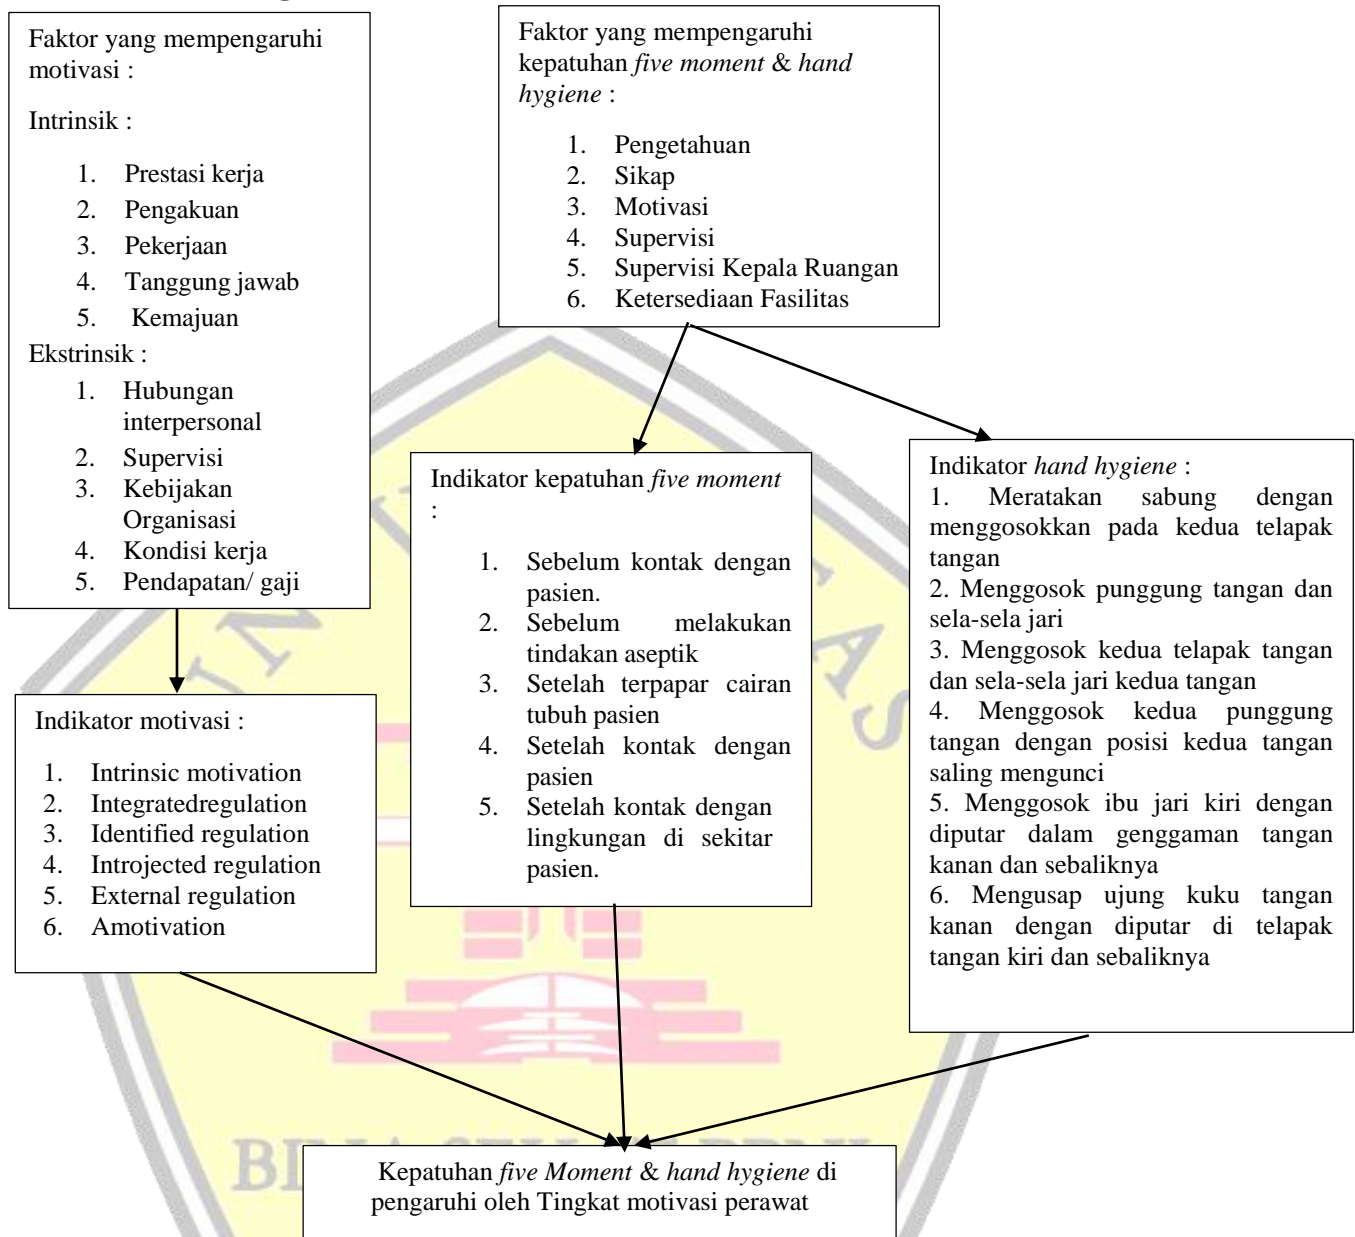 Faktor yang mempengaruhi
motivasi :
Intrinsik :
1. Prestasi kerja
2. Pengakuan
3. Pekerjaan
4. Tanggung jawab
5. Kemajuan
Ekstrinsik :
1. Hubungan
interpersonal
2. Supervisi
3. Kebijakan
Organisasi
4. Kondisi kerja
5. Pendapatan/ gaji
Faktor yang mempengaruhi
kepatuhan five moment & hand
hygiene :
1. Pengetahuan
2. Sikap
3. Motivasi
4. Supervisi
5. Supervisi Kepala Ruangan
6. Ketersediaan Fasilitas
Indikator motivasi :
1. Intrinsic motivation
2. Integratedregulation
3. Identified regulation
4. Introjected regulation
5. External regulation
6. Amotivation
Indikator kepatuhan five moment
:
1. Sebelum kontak dengan
pasien.
2. Sebelum melakukan
tindakan aseptik
3. Setelah terpapar cairan
tubuh pasien
4. Setelah kontak dengan
pasien
5. Setelah kontak dengan
lingkungan di sekitar
pasien.
Indikator hand hygiene :
1. Meratakan sabung dengan
menggosokkan pada kedua telapak
tangan
2. Menggosok punggung tangan dan
sela-sela jari
3. Menggosok kedua telapak tangan
dan sela-sela jari kedua tangan
4. Menggosok kedua punggung
tangan dengan posisi kedua tangan
saling mengunci
5. Menggosok ibu jari kiri dengan
diputar dalam genggaman tangan
kanan dan sebaliknya
6. Mengusap ujung kuku tangan
kanan dengan diputar di telapak
tangan kiri dan sebaliknya
Kepatuhan five Moment & hand hygiene di
pengaruhi oleh Tingkat motivasi perawat